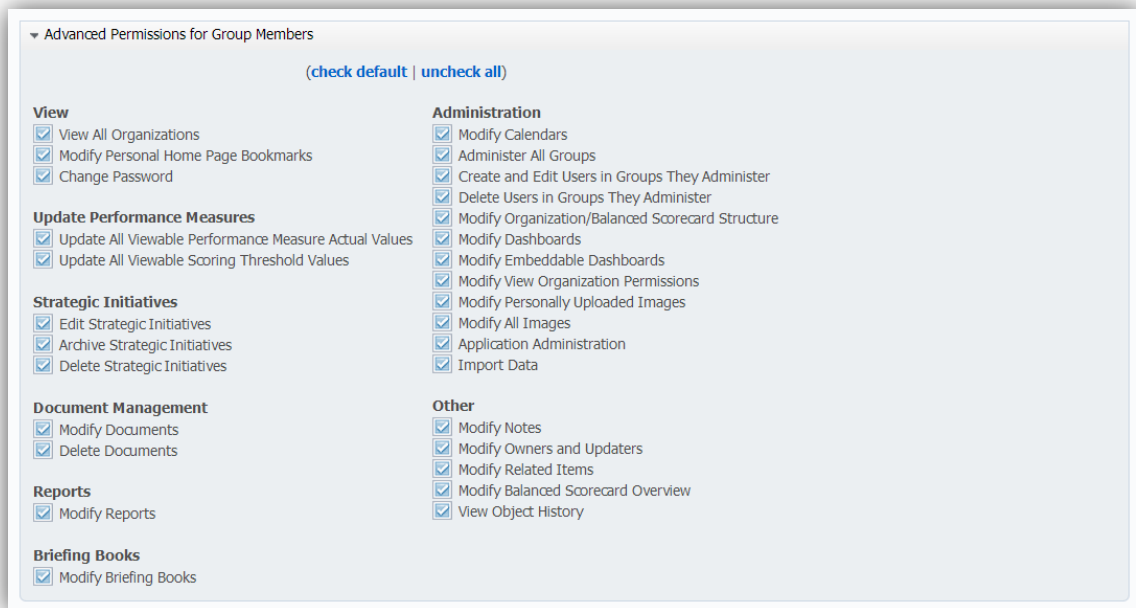 Advanced Permissions for Group Members
(check default | uncheck all)
View
View All Organizations
Modify Personal Home Page Bookmarks
Change Password
Update Performance Measures
Update All Viewable Performance Measure Actual Values
Update All Viewable Scoring Threshold Values
Strategic Initiatives
Edit Strategic Initiatives
Archive Strategic Initiatives
Delete Strategic Initiatives
Document Management
Modify Documents
Delete Documents
Reports
Modify Reports
Briefing Books
Modify Briefing Books
Administration
Modify Calendars
Administer All Groups
Create and Edit Users in Groups They Administer
Delete Users in Groups They Administer
Modify Organization/Balanced Scorecard Structure
Modify Dashboards
Modify Embeddable Dashboards
Modify View Organization Permissions
Modify Personally Uploaded Images
Modify All Images
Application Administration
Import Data
Other
Modify Notes
Modify Owners and Updaters
Modify Related Items
Modify Balanced Scorecard Overview
View Object History